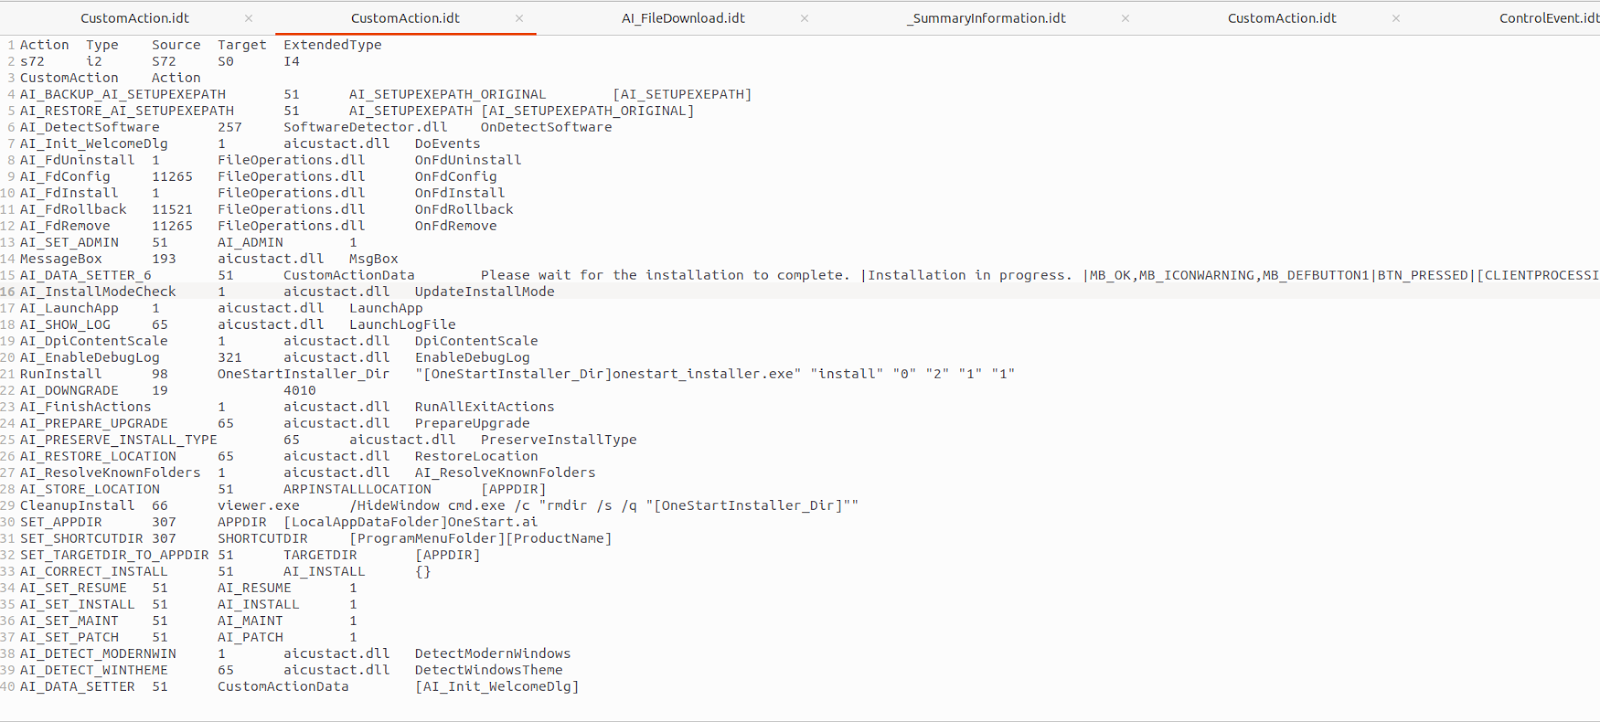 CustomAction.idt × CustomAction.idt × AI_FileDownload.idt × _SummaryInformation.idt × CustomAction.idt × ControlEvent.idt
1 Action Type Source Target ExtendedType
2 s72 i2 S72 S0 I4
3 CustomAction Action
4 AI_BACKUP_AI_SETUPEXEPATH 51 AI_SETUPEXEPATH_ORIGINAL [AI_SETUPEXEPATH]
5 AI_RESTORE_AI_SETUPEXEPATH 51 AI_SETUPEXEPATH [AI_SETUPEXEPATH_ORIGINAL]
6 AI_DetectSoftware 257 SoftwareDetector.dll OnDetectSoftware
7 AI_Init_WelcomeDlg 1 aicustact.dll DoEvents
8 AI_FdUninstall 1 FileOperations.dll OnFdUninstall
9 AI_FdConfig 11265 FileOperations.dll OnFdConfig
10 AI_FdInstall 1 FileOperations.dll OnFdInstall
11 AI_FdRollback 11521 FileOperations.dll OnFdRollback
12 AI_FdRemove 11265 FileOperations.dll OnFdRemove
13 AI_SET_ADMIN 51 AI_ADMIN 1
14 MessageBox 193 aicustact.dll MsgBox
15 AI_DATA_SETTER_6 51 CustomActionData Please wait for the installation to complete. |Installation in progress. |MB_OK,MB_ICONWARNING,MB_DEFBUTTON1|BTN_PRESSED|[CLIENTPROCESSI
16 AI_InstallModeCheck 1 aicustact.dll UpdateInstallMode
17 AI_LaunchApp 1 aicustact.dll LaunchApp
18 AI_SHOW_LOG 65 aicustact.dll LaunchLogFile
19 AI_DpiContentScale 1 aicustact.dll DpiContentScale
20 AI_EnableDebugLog 321 aicustact.dll EnableDebugLog
21 RunInstall 98 OneStartInstaller_Dir "[OneStartInstaller_Dir]onestart_installer.exe" "install" "0" "2" "1" "1"
22 AI_DOWNGRADE 19 4010
23 AI_FinishActions 1 aicustact.dll RunAllExitActions
24 AI_PREPARE_UPGRADE 65 aicustact.dll PrepareUpgrade
25 AI_PRESERVE_INSTALL_TYPE 65 aicustact.dll PreserveInstallType
26 AI_RESTORE_LOCATION 65 aicustact.dll RestoreLocation
27 AI_ResolveKnownFolders 1 aicustact.dll AI_ResolveKnownFolders
28 AI_STORE_LOCATION 51 ARPINSTALLLOCATION [APPDIR]
29 CleanupInstall 66 viewer.exe /HideWindow cmd.exe /c "rmdir /s /q "[OneStartInstaller_Dir]""
30 SET_APPDIR 307 APPDIR [LocalAppDataFolder]OneStart.ai
31 SET_SHORTCUTDIR 307 SHORTCUTDIR [ProgramMenuFolder][ProductName]
32 SET_TARGETDIR_TO_APPDIR 51 TARGETDIR [APPDIR]
33 AI_CORRECT_INSTALL 51 AI_INSTALL {}
34 AI_SET_RESUME 51 AI_RESUME 1
35 AI_SET_INSTALL 51 AI_INSTALL 1
36 AI_SET_MAINT 51 AI_MAINT 1
37 AI_SET_PATCH 51 AI_PATCH 1
38 AI_DETECT_MODERNWIN 1 aicustact.dll DetectModernWindows
39 AI_DETECT_WINTHEME 65 aicustact.dll DetectWindowsTheme
40 AI_DATA_SETTER 51 CustomActionData [AI_Init_WelcomeDlg]